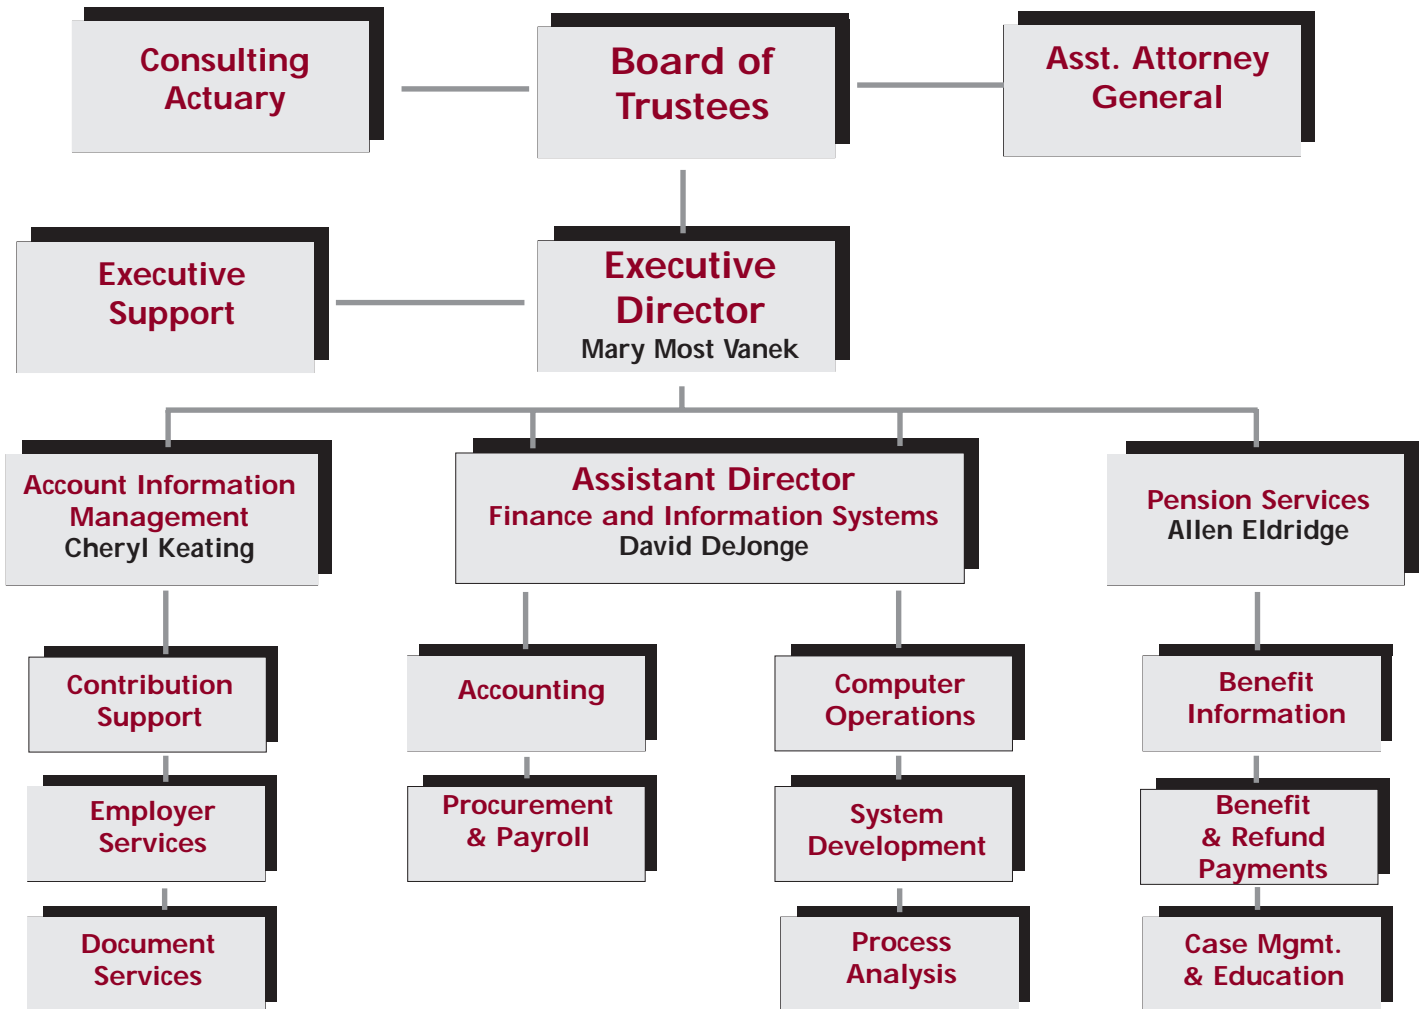 Consulting
Actuary
Board of
Trustees
Asst. Attorney
General
Executive
Support
Executive
Director
Mary Most Vanek
Account Information
Management
Cheryl Keating
Assistant Director
Finance and Information Systems
David DeJonge
Pension Services
Allen Eldridge
Contribution
Support
Accounting
Computer
Operations
Benefit
Information
Employer
Services
Procurement
& Payroll
System
Development
Benefit
& Refund
Payments
Document
Services
Process
Analysis
Case Mgmt.
& Education